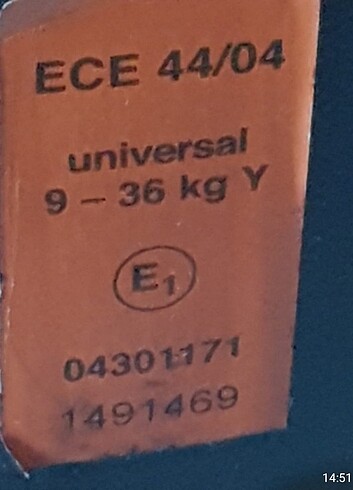 ECE 44/04
universal
9 – 36 kg Y
E1
04301171
1491469
14:51